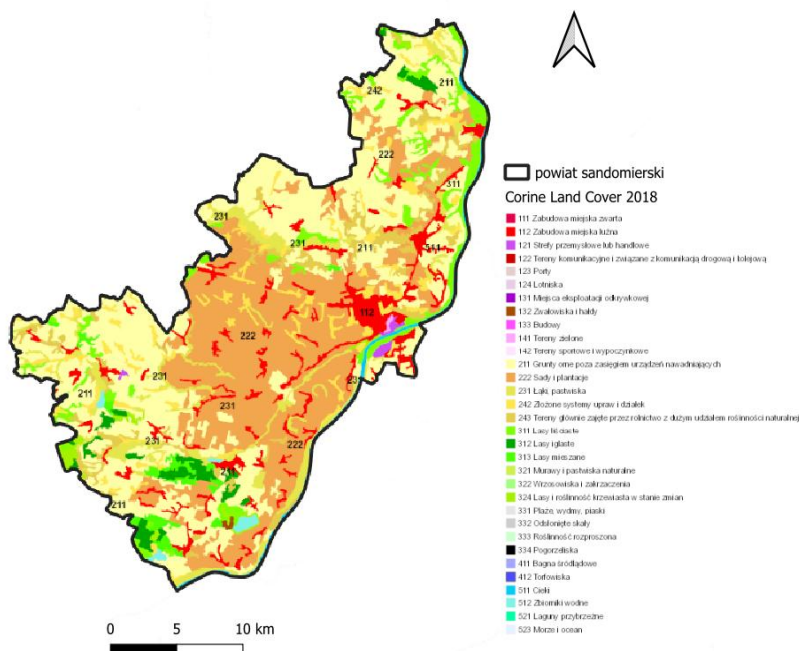 211
242
222
311
231
231
211
511
112
222
231
231
211
231
231
222
211
211
0 5 10 km
powiat sandomierski
Corine Land Cover 2018
111 Zabudowa miejska zwarta
112 Zabudowa miejska luźna
121 Strefy przemysłowe lub handlowe
122 Tereny komunikacyjne i związane z komunikacją drogową i kolejową
123 Porty
124 Lotniska
131 Miejsca eksploatacji odkrywkowej
132 Zwałowiska i hałdy
133 Budowy
141 Tereny zielone
142 Tereny sportowe i wypoczynkowe
211 Grunty orne poza zasięgiem urządzeń nawadniających
222 Sady i plantacje
231 Łąki, pastwiska
242 Złożone systemy upraw i działek
243 Tereny głównie zajęte przez rolnictwo z dużym udziałem roślinności naturalnej
311 Lasy liściaste
312 Lasy iglaste
313 Lasy mieszane
321 Murawy i pastwiska naturalne
322 Wrzosowiska i zakrzaczenia
324 Lasy i roślinność krzewiasta w stanie zmian
331 Plaże, wydmy, piaski
332 Odsłonięte skały
333 Roślinność rozproszona
334 Pogorzeliska
411 Bagna śródlądowe
412 Torfowiska
511 Cieki
512 Zbiorniki wodne
521 Laguny przybrzeżne
523 Morze i ocean